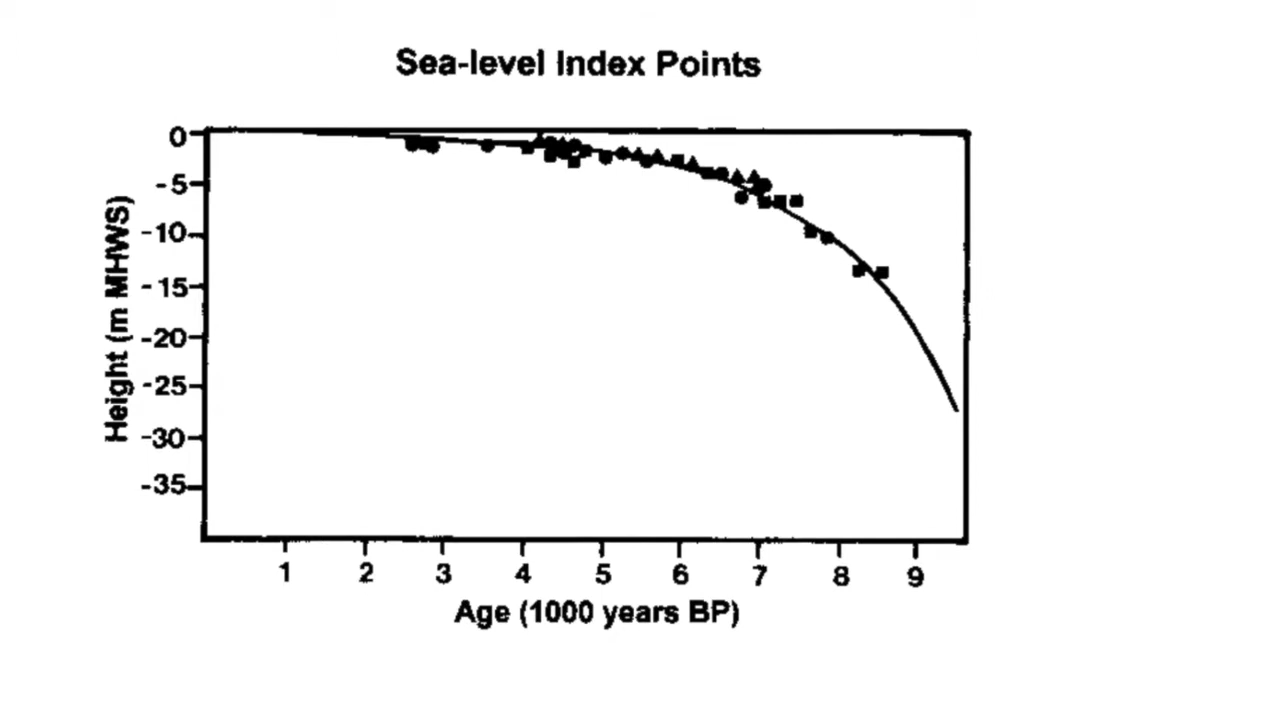 Sea-level Index Points
0
-5
-10
-15
-20
-25
-30
-35
Height (m MHWS)
1 2 3 4 5 6 7 8 9
Age (1000 years BP)